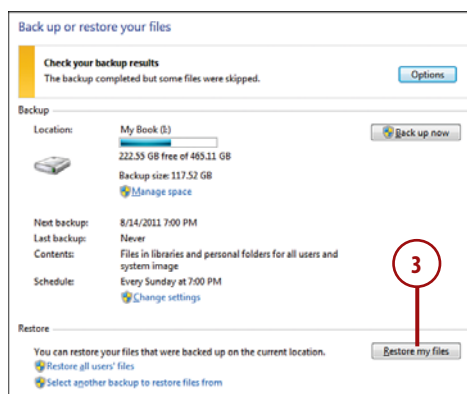 Back up or restore your files
Check your backup results
The backup completed but some files were skipped.
Options
Backup
Location: My Book (I:)
Back up now
222.55 GB free of 465.11 GB
Backup size: 117.52 GB
Manage space
Next backup: 8/14/2011 7:00 PM
Last backup: Never
Contents: Files in libraries and personal folders for all users and
system image
Schedule: Every Sunday at 7:00 PM
Change settings
3
Restore
You can restore your files that were backed up on the current location.
Restore my files
Restore all users' files
Select another backup to restore files from